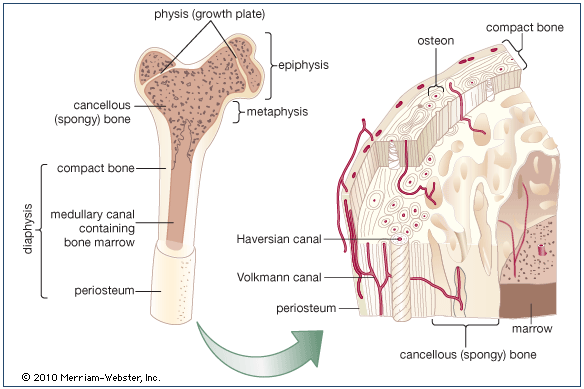 physis (growth plate)
epiphysis
metaphysis
cancellous
(spongy) bone
compact bone
diaphysis
medullary canal
containing
bone marrow
periosteum
compact bone
osteon
Haversian canal
Volkmann canal
periosteum
marrow
cancellous (spongy) bone
© 2010 Merriam-Webster, Inc.